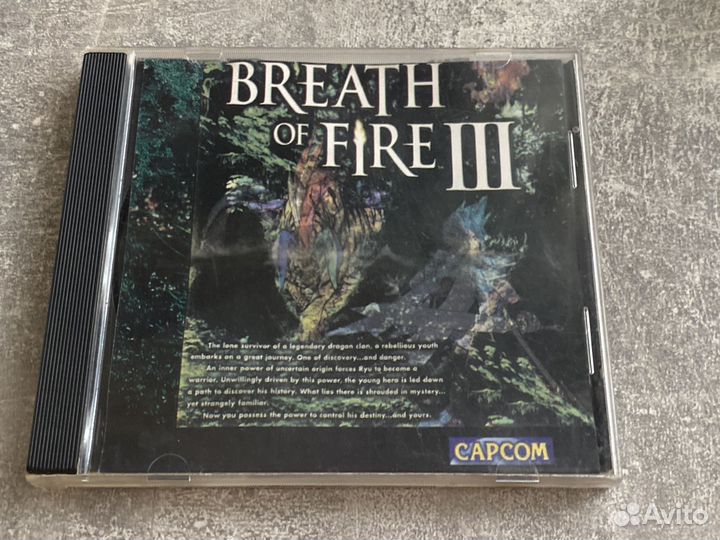 BREATH
OF FIRE III
The lone survivor of a legendary dragon clan, a rebellious youth
embarks on a great journey. One of discovery...and danger.
An inner power of uncertain origin forces Ryu to become a
warrior. Unwillingly driven by this power, the young hero is led down
a path to discover his history. What lies there is shrouded in mystery...
yet strangely familiar.
Now you possess the power to control his destiny...and yours.
CAPCOM
Avito